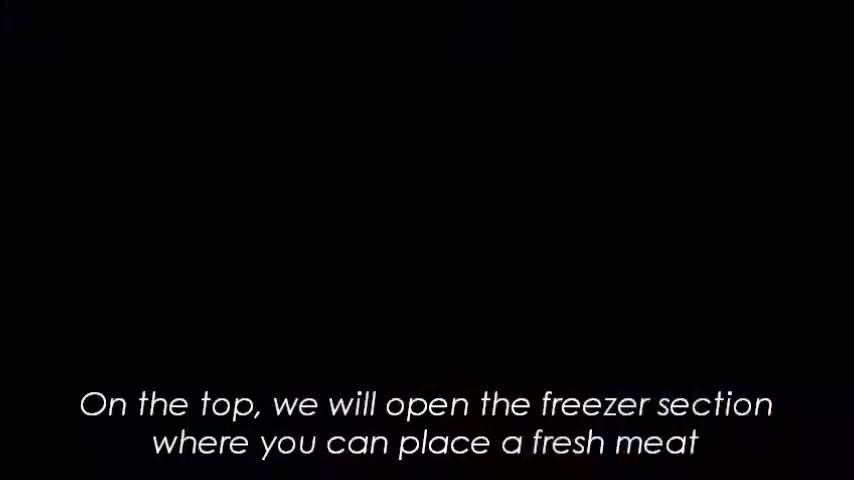 On the top, we will open the freezer section
where you can place a fresh meat